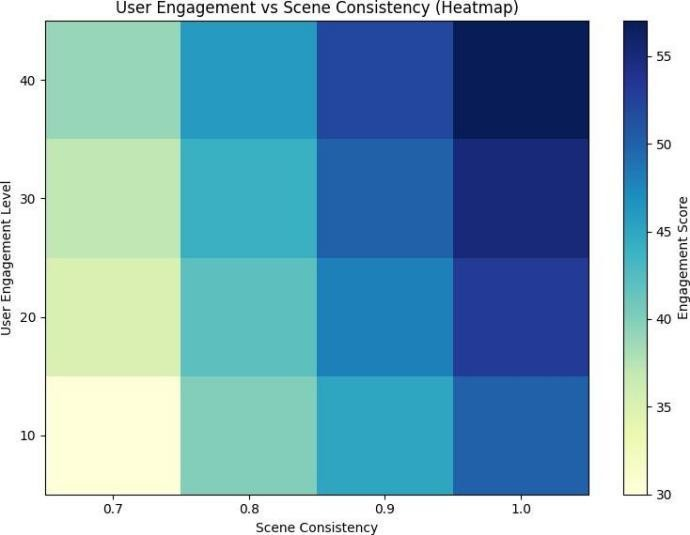 User Engagement vs Scene Consistency (Heatmap)
User Engagement Level
40
30
20
10
0.7 0.8 0.9 1.0
Scene Consistency
55
50
45
40
35
30
Engagement Score